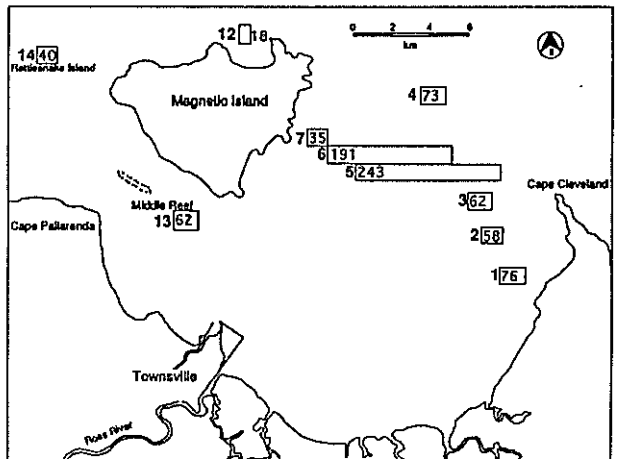 12 18
0 2 4 6
km
14 40
Rattlesnake Island
4 73
Magnetic Island
7 35
6 191
5 243
Cape Cleveland
3 62
Middle Reef
13 62
Cape Pallarenda
2 58
1 76
Townsville
Ross River